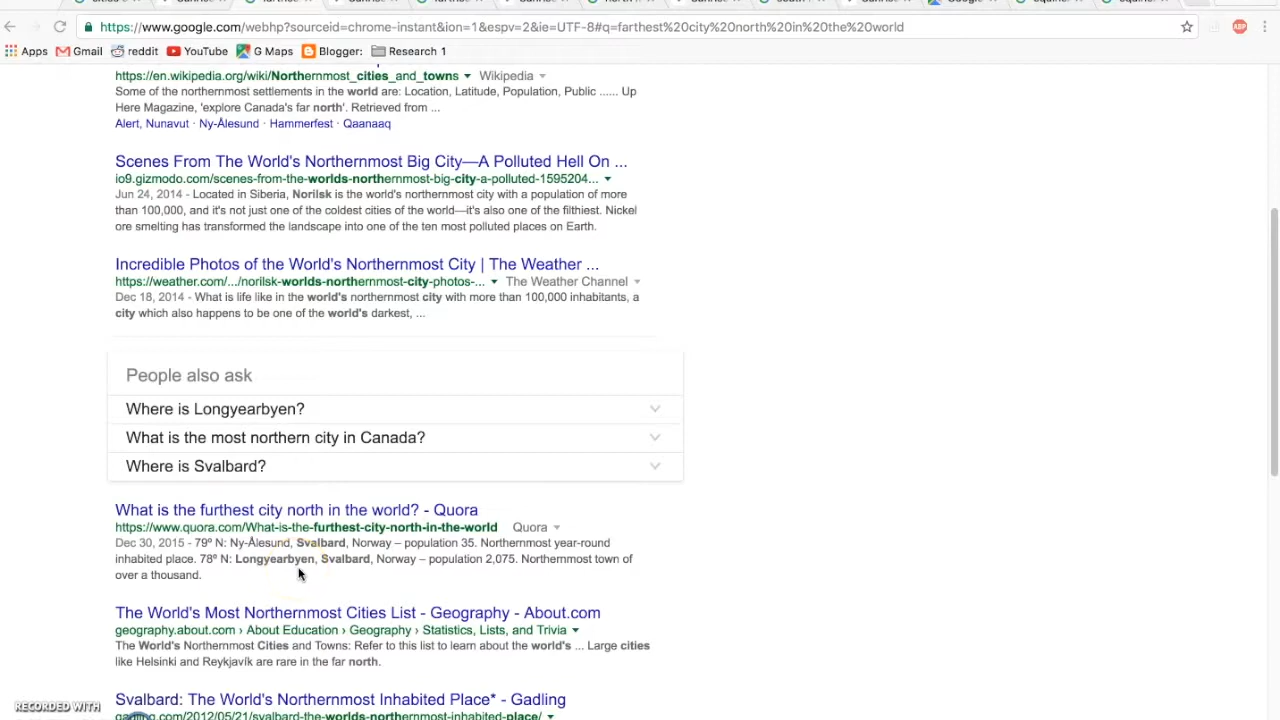 https://www.google.com/webhp?sourceid=chrome-instant&ion=1&espv=2&ie=UTF-8#q=farthest%20city%20north%20in%20the%20world
Apps Gmail reddit YouTube G Maps Blogger: Research 1
https://en.wikipedia.org/wiki/Northernmost_cities_and_towns Wikipedia
Some of the northernmost settlements in the world are: Location, Latitude, Population, Public ...... Up
Here Magazine, 'explore Canada's far north'. Retrieved from ...
Alert, Nunavut · Ny-Ålesund · Hammerfest · Qaanaaq
Scenes From The World's Northernmost Big City—A Polluted Hell On ...
io9.gizmodo.com/scenes-from-the-worlds-northernmost-big-city-a-polluted-1595204...
Jun 24, 2014 - Located in Siberia, Norilsk is the world's northernmost city with a population of more
than 100,000, and it's not just one of the coldest cities of the world—it's also one of the filthiest. Nickel
ore smelting has transformed the landscape into one of the ten most polluted places on Earth.
Incredible Photos of the World's Northernmost City | The Weather ...
https://weather.com/.../norilsk-worlds-northernmost-city-photos-... The Weather Channel
Dec 18, 2014 - What is life like in the world's northernmost city with more than 100,000 inhabitants, a
city which also happens to be one of the world's darkest, ...
People also ask
Where is Longyearbyen?
What is the most northern city in Canada?
Where is Svalbard?
What is the furthest city north in the world? - Quora
https://www.quora.com/What-is-the-furthest-city-north-in-the-world Quora
Dec 30, 2015 - 79º N: Ny-Ålesund, Svalbard, Norway – population 35. Northernmost year-round
inhabited place. 78º N: Longyearbyen, Svalbard, Norway – population 2,075. Northernmost town of
over a thousand.
The World's Most Northernmost Cities List - Geography - About.com
geography.about.com › About Education › Geography › Statistics, Lists, and Trivia
The World's Northernmost Cities and Towns: Refer to this list to learn about the world's ... Large cities
like Helsinki and Reykjavík are rare in the far north.
Svalbard: The World's Northernmost Inhabited Place* - Gadling
gadling.com/2012/05/21/svalbard-the-worlds-northernmost-inhabited-place/
RECORDED WITH